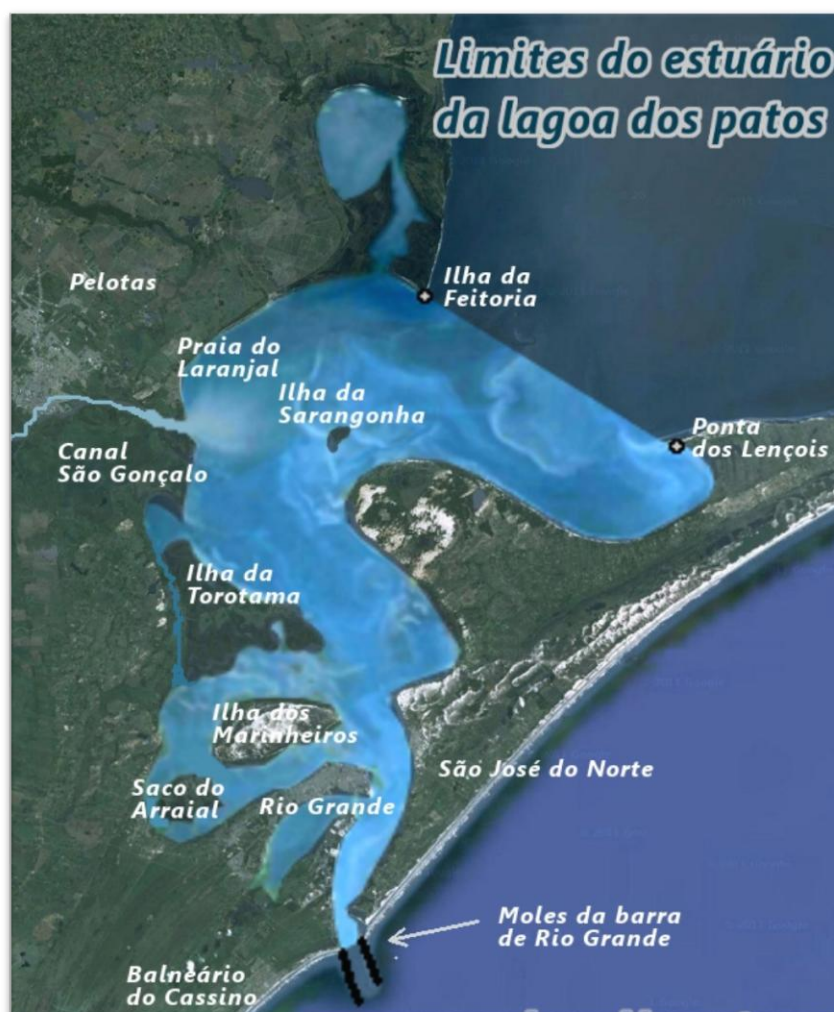 Limites do estuário
da lagoa dos patos
Ilha da
Feitoria
Pelotas
Praia do
Laranjal
Ilha da
Sarangonha
Ponta
dos Lençois
Canal
São Gonçalo
Ilha da
Torotama
Ilha dos
Marinheiros
São José do Norte
Saco do
Arraial
Rio Grande
Moles da barra
de Rio Grande
Balneário
do Cassino